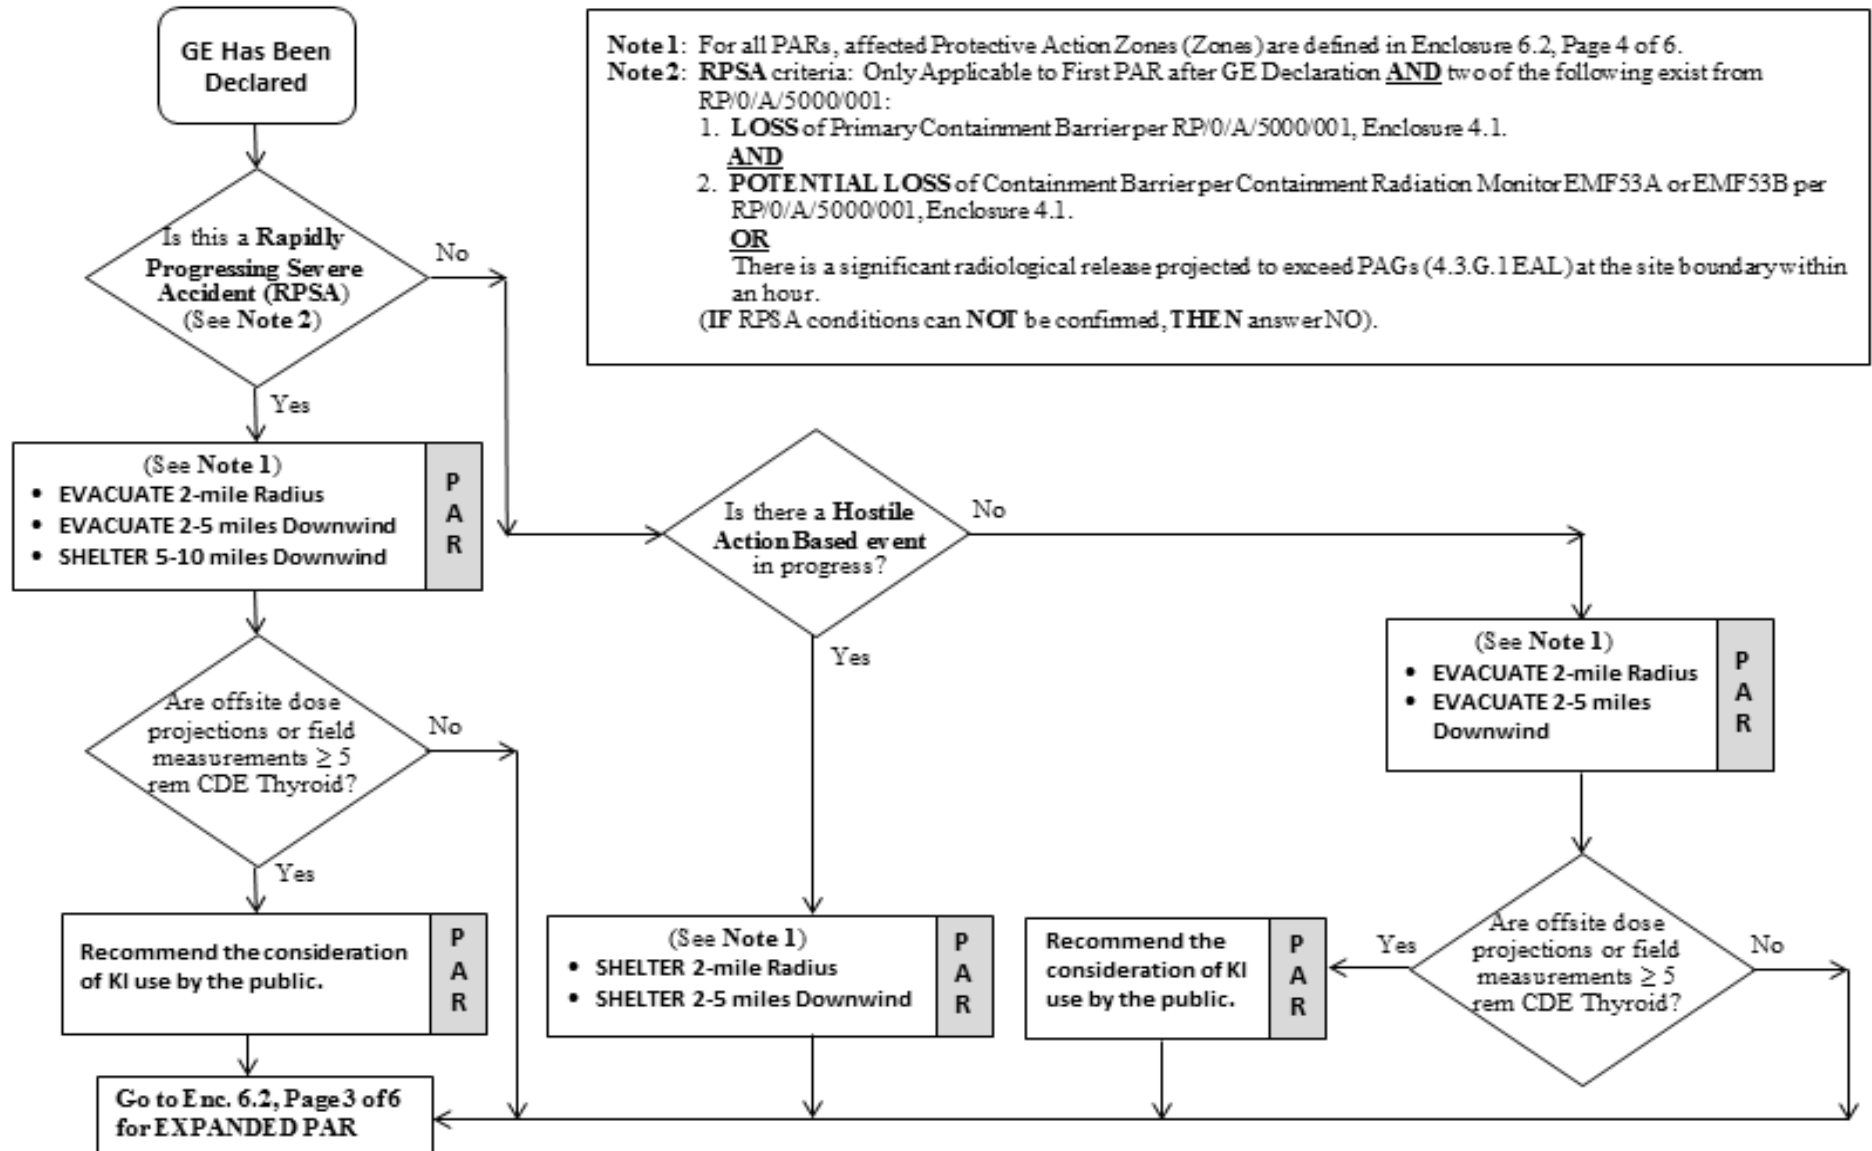 GE Has Been
Declared
Note 1: For all PARs, affected Protective Action Zones (Zones) are defined in Enclosure 6.2, Page 4 of 6.
Note 2: RPSA criteria: Only Applicable to First PAR after GE Declaration AND two of the following exist from
RP/0/A/5000/001:
1. LOSS of Primary Containment Barrier per RP/0/A/5000/001, Enclosure 4.1.
AND
2. POTENTIAL LOSS of Containment Barrier per Containment Radiation Monitor EMF53A or EMF53B per
RP/0/A/5000/001, Enclosure 4.1.
OR
There is a significant radiological release projected to exceed PAGs (4.3.G.1 EAL) at the site boundary within
an hour.
(IF RPSA conditions can NOT be confirmed, THEN answer NO).
Is this a Rapidly
Progressing Severe
Accident (RPSA)
(See Note 2)
No
Yes
(See Note 1)
• EVACUATE 2-mile Radius
• EVACUATE 2-5 miles Downwind
• SHELTER 5-10 miles Downwind
P
A
R
Is there a Hostile
Action Based event
in progress?
No
Yes
(See Note 1)
• EVACUATE 2-mile Radius
• EVACUATE 2-5 miles
Downwind
P
A
R
Are offsite dose
projections or field
measurements ≥ 5
rem CDE Thyroid?
No
Yes
Recommend the consideration
of KI use by the public.
P
A
R
(See Note 1)
• SHELTER 2-mile Radius
• SHELTER 2-5 miles Downwind
P
A
R
Recommend the
consideration of KI
use by the public.
P
A
R
Yes
Are offsite dose
projections or field
measurements ≥ 5
rem CDE Thyroid?
No
Go to Enc. 6.2, Page 3 of 6
for EXPANDED PAR